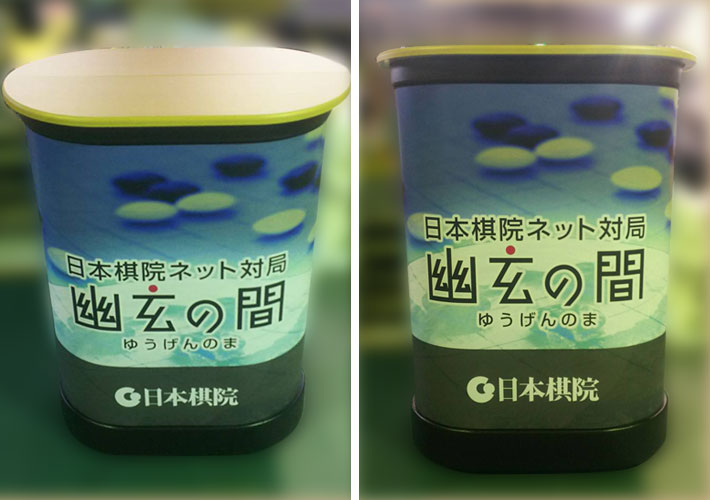 日本棋院ネット対局
幽玄の間
ゆうげんのま
日本棋院
日本棋院ネット対局
幽玄の間
ゆうげんのま
日本棋院